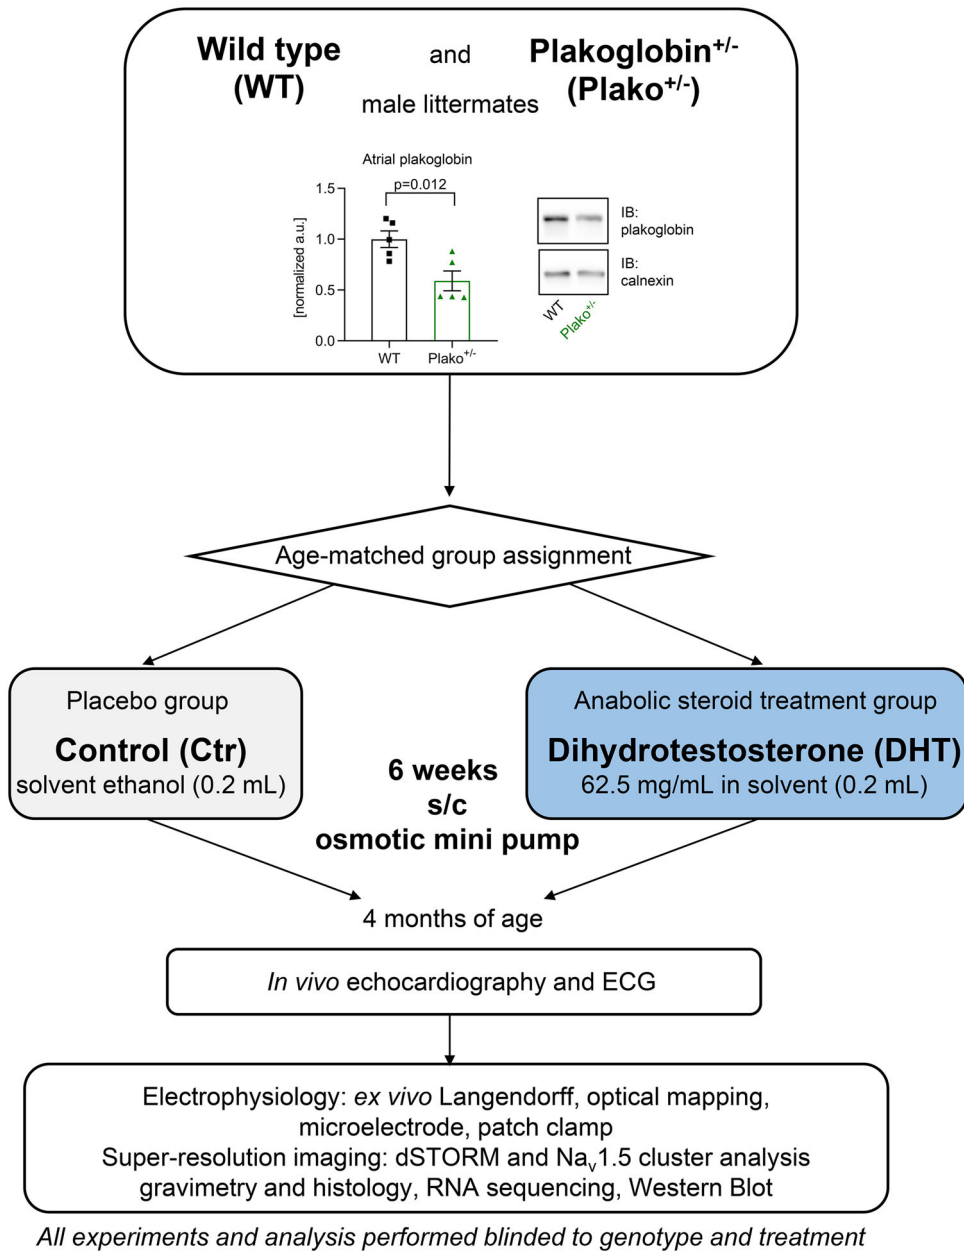 Wild type
(WT)
and
Plakoglobin+/-
(Plako+/-)
male littermates
Atrial plakoglobin
p=0.012
[normalized a.u.]
1.5
1.0
0.5
0.0
WT
Plako+/-
IB:
plakoglobin
IB:
calnexin
WT
Plako+/-
Age-matched group assignment
Placebo group
Control (Ctr)
solvent ethanol (0.2 mL)
Anabolic steroid treatment group
Dihydrotestosterone (DHT)
62.5 mg/mL in solvent (0.2 mL)
6 weeks
s/c
osmotic mini pump
4 months of age
In vivo echocardiography and ECG
Electrophysiology: ex vivo Langendorff, optical mapping,
microelectrode, patch clamp
Super-resolution imaging: dSTORM and Nav1.5 cluster analysis
gravimetry and histology, RNA sequencing, Western Blot
All experiments and analysis performed blinded to genotype and treatment